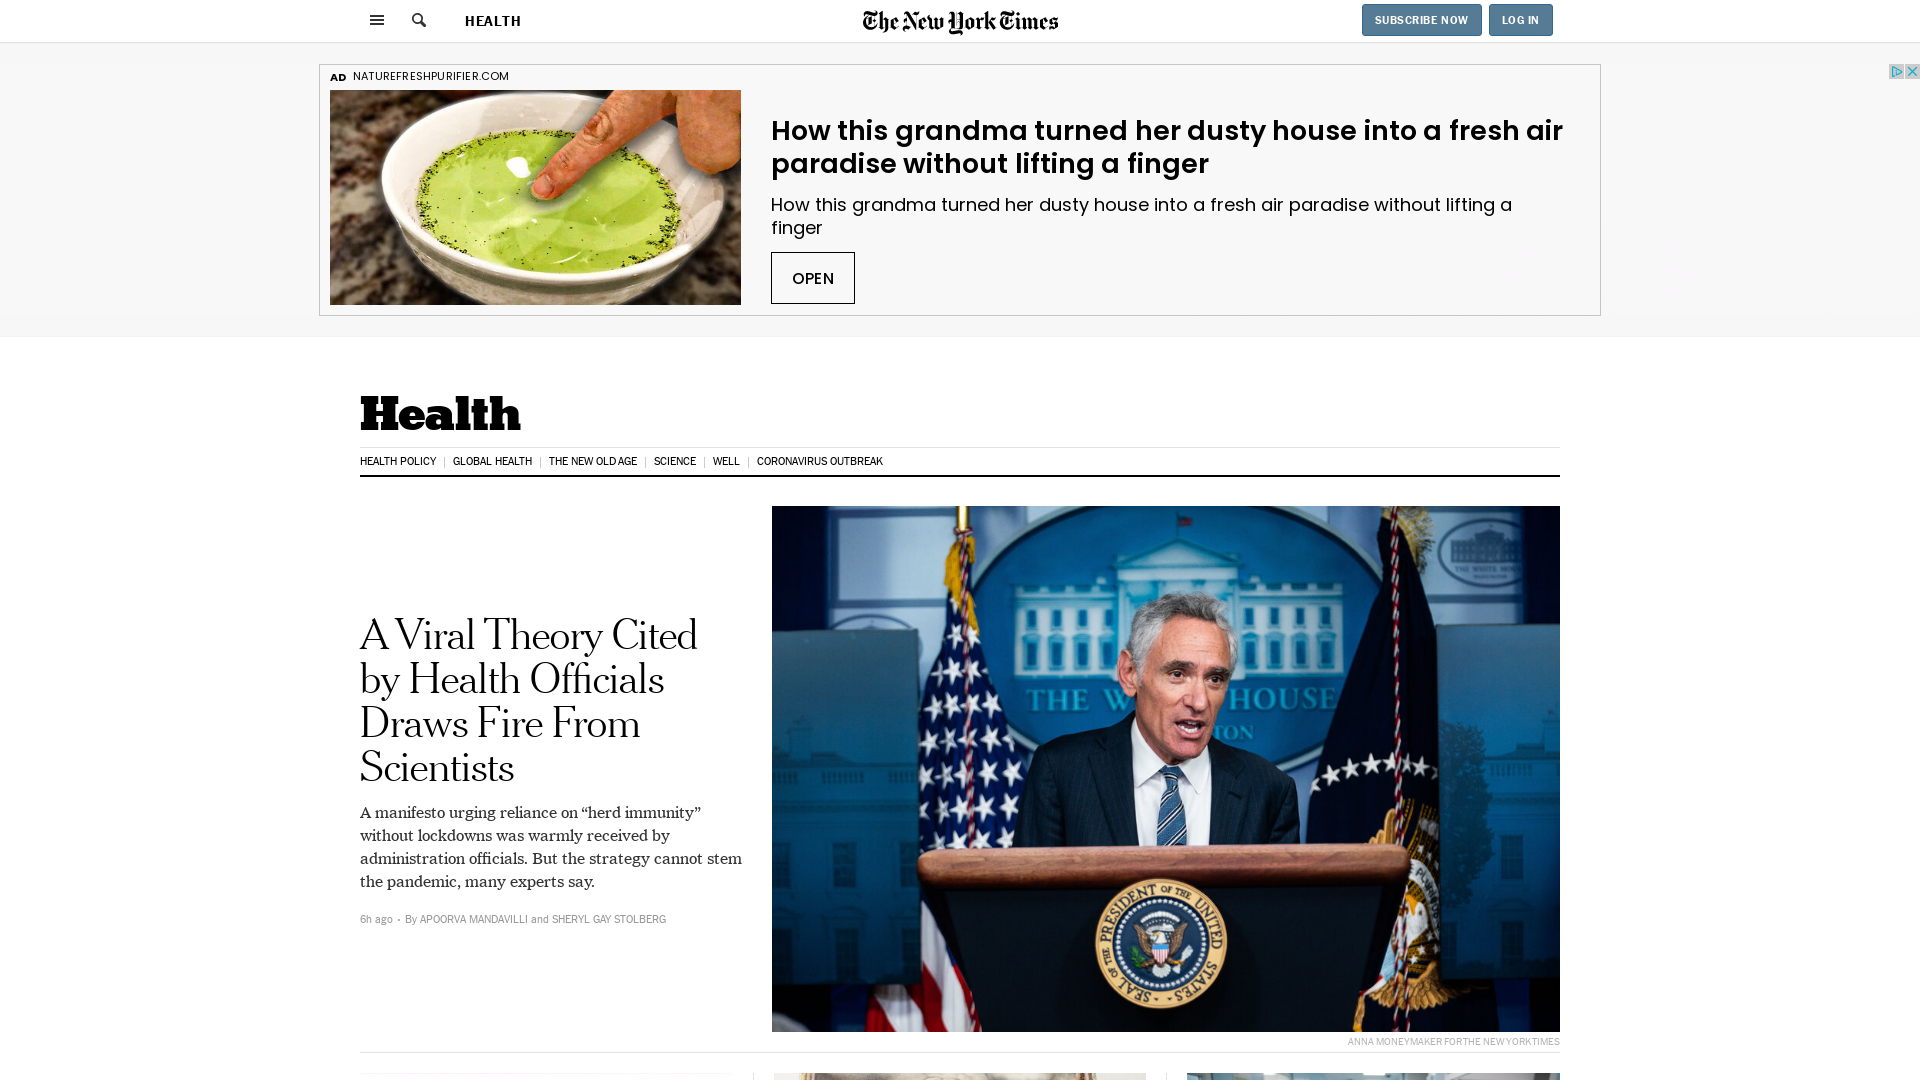 HEALTH
The New York Times
SUBSCRIBE NOW
LOG IN
AD NATUREFRESHPURIFIER.COM
How this grandma turned her dusty house into a fresh air
paradise without lifting a finger
How this grandma turned her dusty house into a fresh air paradise without lifting a
finger
OPEN
Health
HEALTH POLICY
GLOBAL HEALTH
THE NEW OLD AGE
SCIENCE
WELL
CORONAVIRUS OUTBREAK
A Viral Theory Cited
by Health Officials
Draws Fire From
Scientists
A manifesto urging reliance on “herd immunity”
without lockdowns was warmly received by
administration officials. But the strategy cannot stem
the pandemic, many experts say.
6h ago • By APOORVA MANDAVILLI and SHERYL GAY STOLBERG
THE WHITE HOUSE
THE W HOUSE
TON
SEAL OF THE PRESIDENT OF THE UNITED STATES
ANNA MONEYMAKER FOR THE NEW YORK TIMES